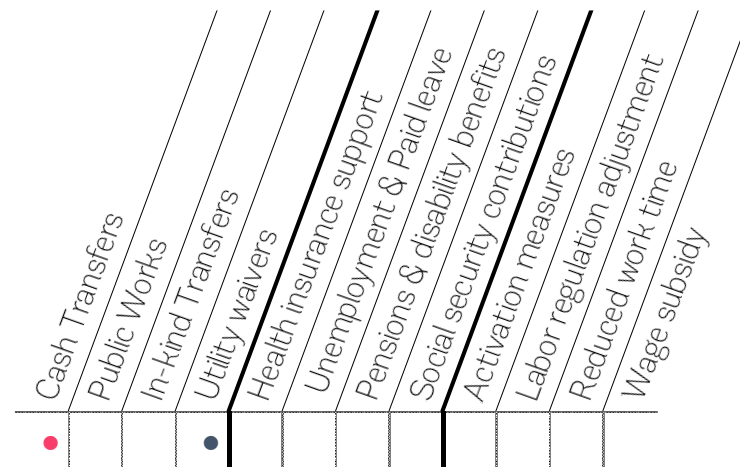 Cash Transfers
Public Works
In-kind Transfers
Utility waivers
Health insurance support
Unemployment & Paid leave
Pensions & disability benefits
Social security contributions
Activation measures
Labor regulation adjustment
Reduced work time
Wage subsidy